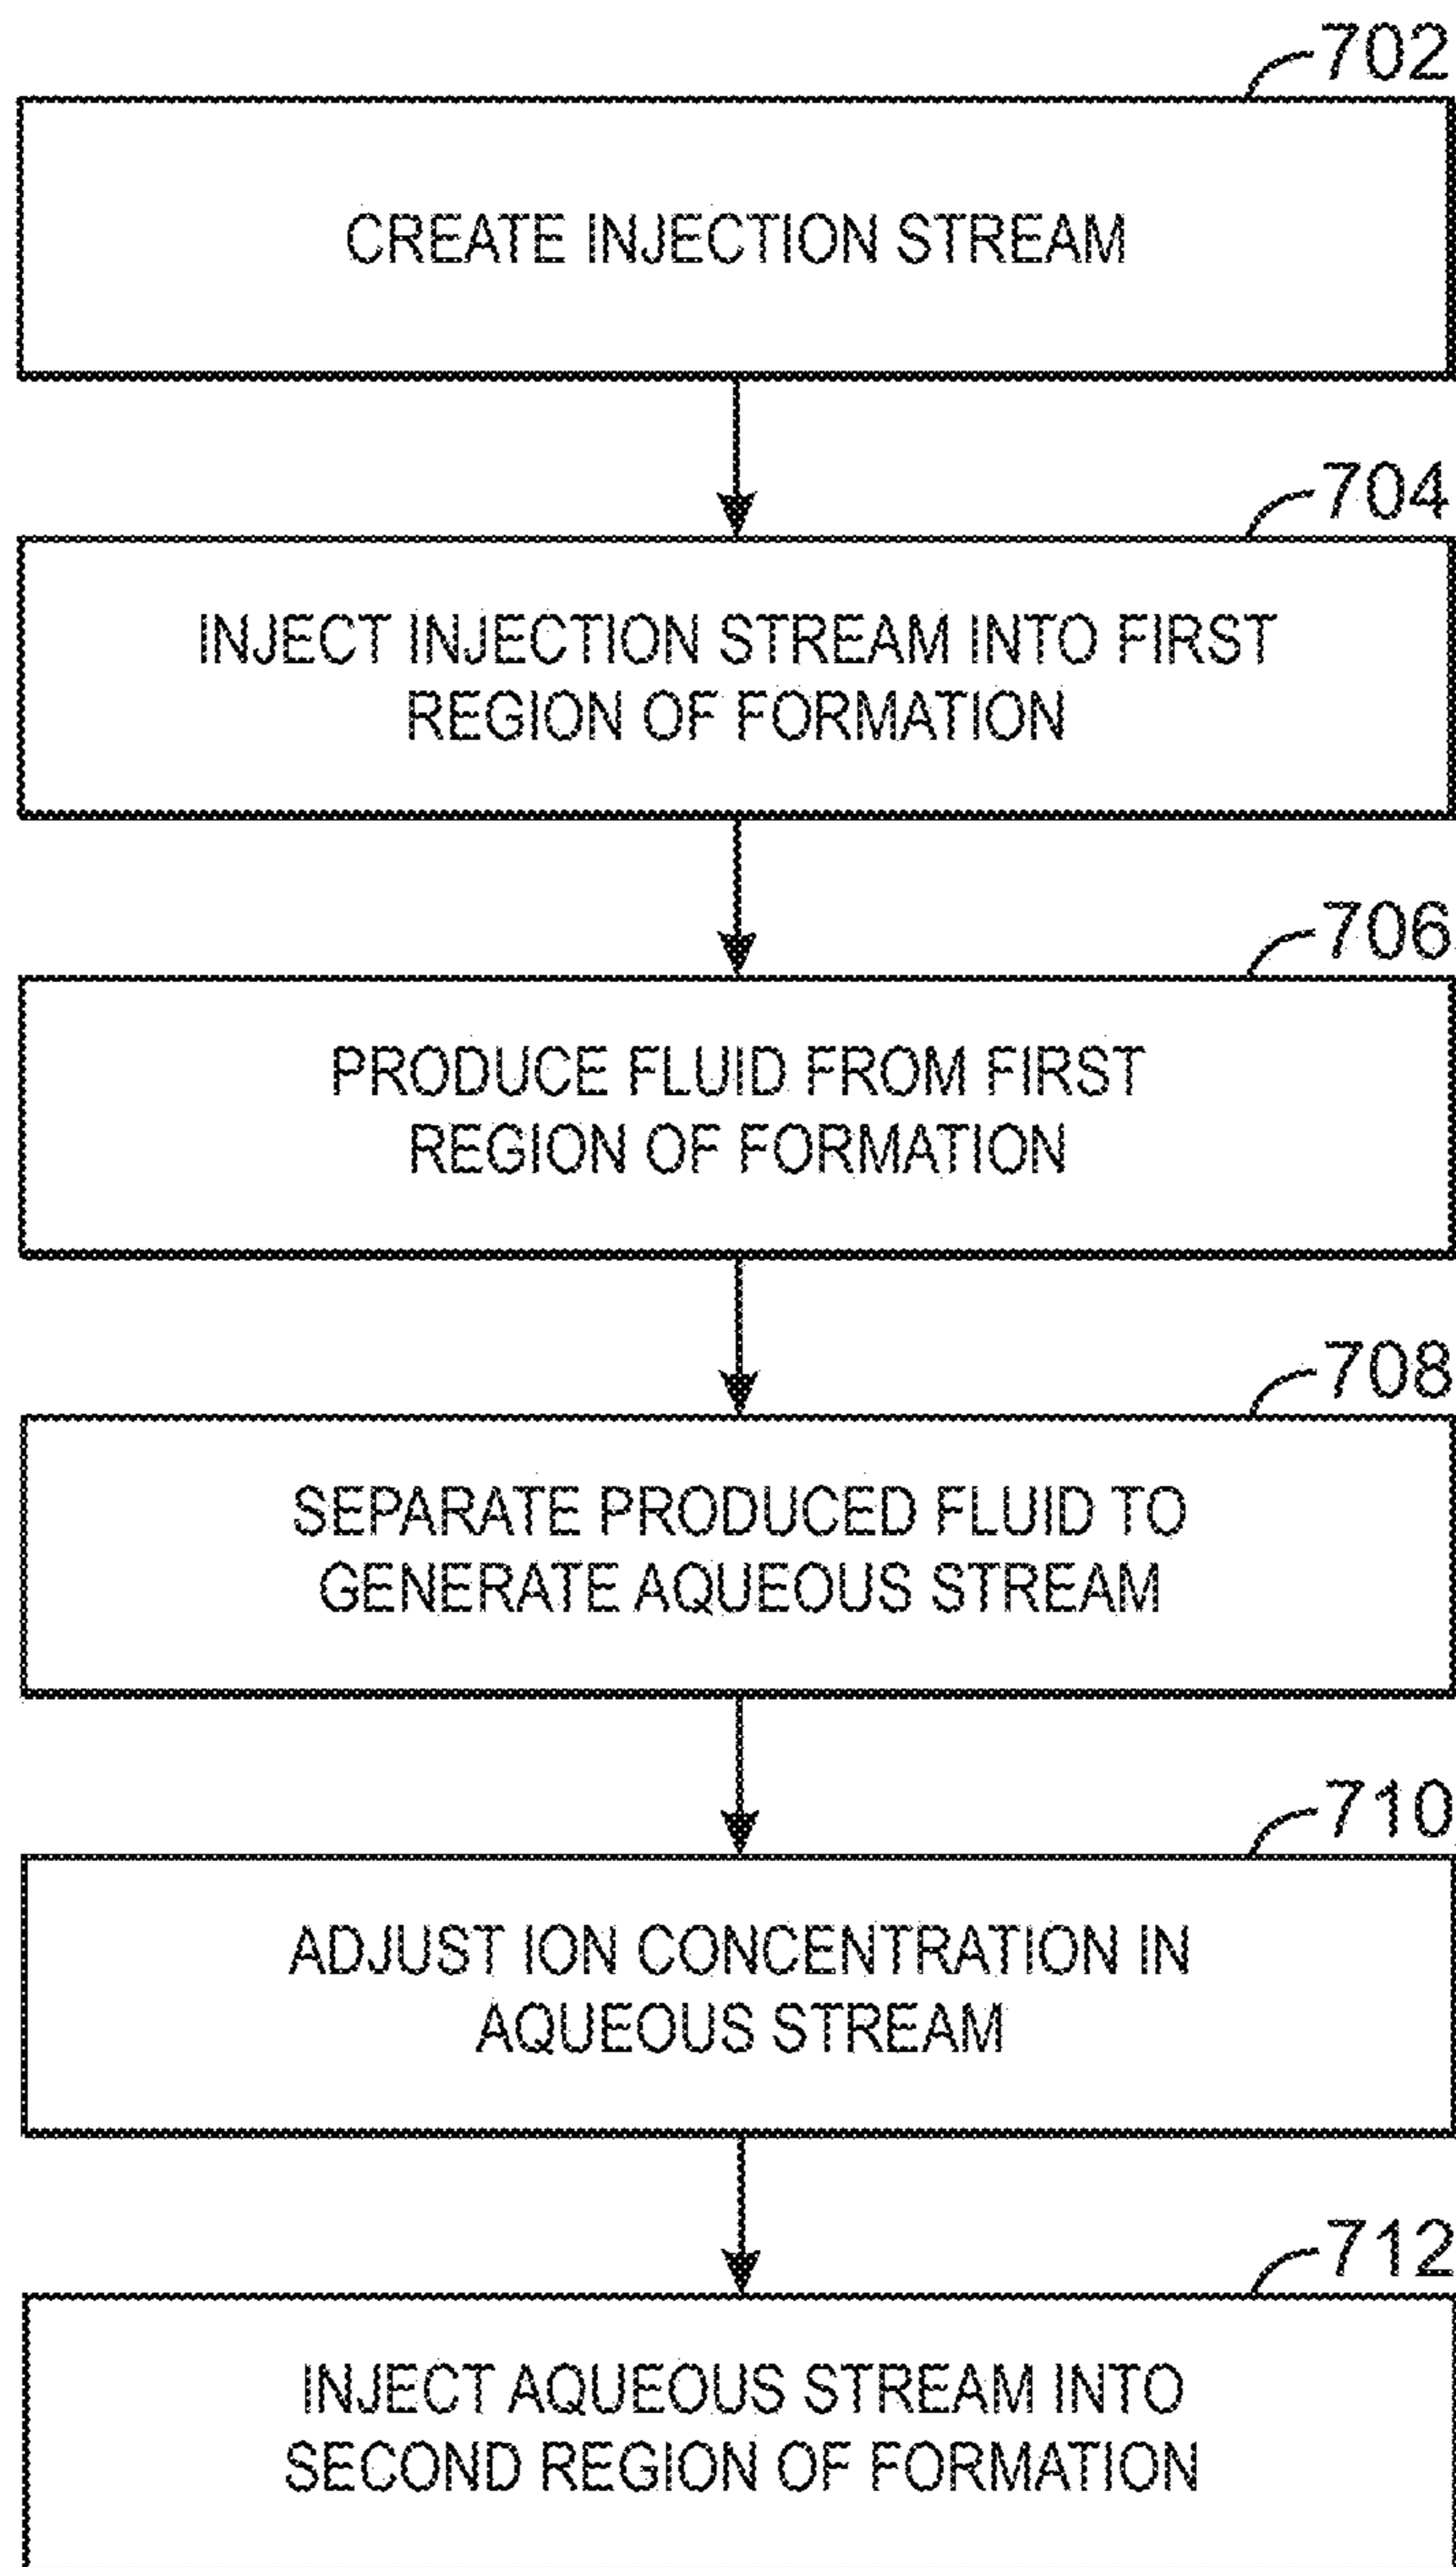 702
CREATE INJECTION STREAM
704
INJECT INJECTION STREAM INTO FIRST
REGION OF FORMATION
706
PRODUCE FLUID FROM FIRST
REGION OF FORMATION
708
SEPARATE PRODUCED FLUID TO
GENERATE AQUEOUS STREAM
710
ADJUST ION CONCENTRATION IN
AQUEOUS STREAM
712
INJECT AQUEOUS STREAM INTO
SECOND REGION OF FORMATION